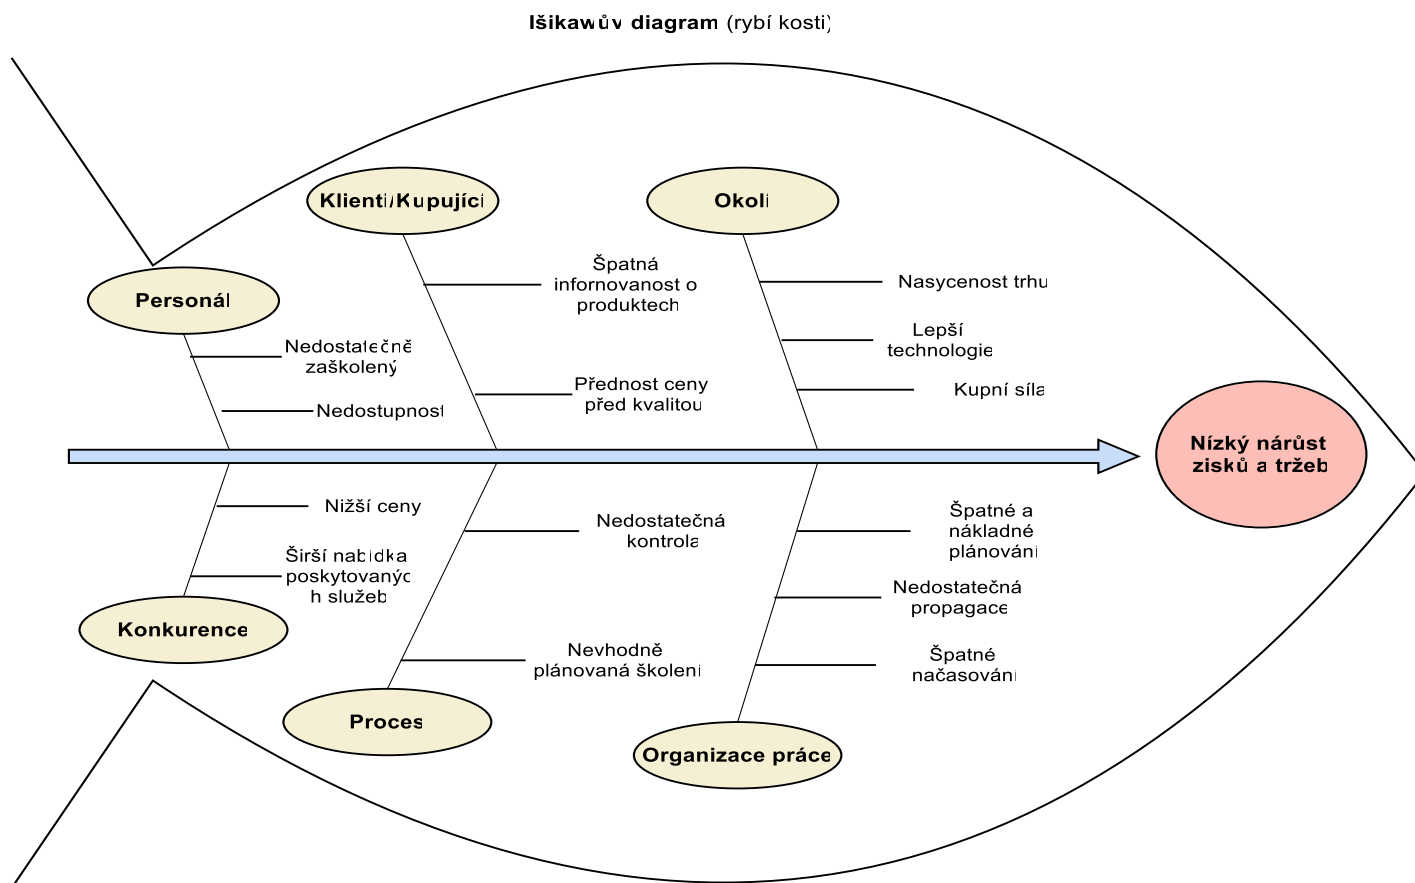 Išikawův diagram (rybí kosti)
Klienti/Kupující
Okolí
Personál
Špatná
infornovanost o
produktech
Nasycenost trhu
Nedostatečně
zaškolený
Lepší
technologie
Přednost ceny
před kvalitou
Kupní síla
Nedostupnost
Nízký nárůst
zisků a tržeb
Nižší ceny
Nedostatečná
kontrola
Špatné a
nákladné
plánování
Širší nabídka
poskytovanýc
h služeb
Nedostatečná
propagace
Konkurence
Nevhodně
plánovaná školení
Špatné
načasování
Proces
Organizace práce